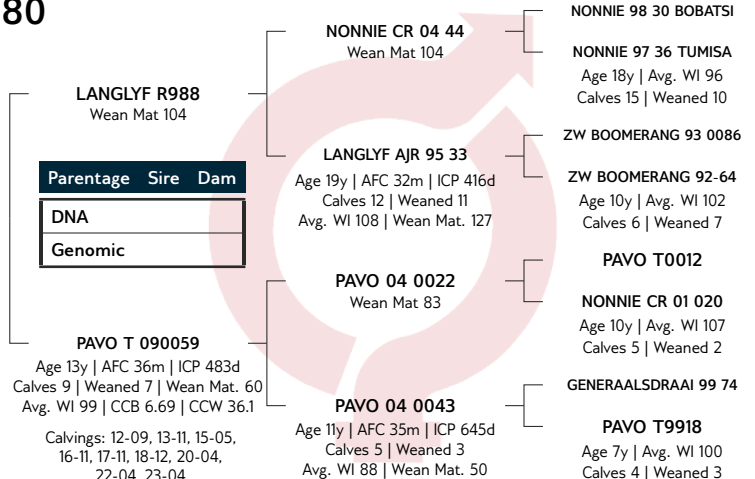 80
LANGLYF R988
Wean Mat 104
Parentage Sire Dam
DNA
Genomic
PAVO T 090059
Age 13y | AFC 36m | ICP 483d
Calves 9 | Weaned 7 | Wean Mat. 60
Avg. WI 99 | CCB 6.69 | CCW 36.1
Calvings: 12-09, 13-11, 15-05,
16-11, 17-11, 18-12, 20-04,
22-04, 23-04
NONNIE CR 04 44
Wean Mat 104
LANGLYF AJR 95 33
Age 19y | AFC 32m | ICP 416d
Calves 12 | Weaned 11
Avg. WI 108 | Wean Mat. 127
PAVO 04 0022
Wean Mat 83
PAVO 04 0043
Age 11y | AFC 35m | ICP 645d
Calves 5 | Weaned 3
Avg. WI 88 | Wean Mat. 50
NONNIE 98 30 BOBATSI
NONNIE 97 36 TUMISA
Age 18y | Avg. WI 96
Calves 15 | Weaned 10
ZW BOOMERANG 93 0086
ZW BOOMERANG 92-64
Age 10y | Avg. WI 102
Calves 6 | Weaned 7
PAVO T0012
NONNIE CR 01 020
Age 10y | Avg. WI 107
Calves 5 | Weaned 2
GENERAALSDRAAI 99 74
PAVO T9918
Age 7y | Avg. WI 100
Calves 4 | Weaned 3